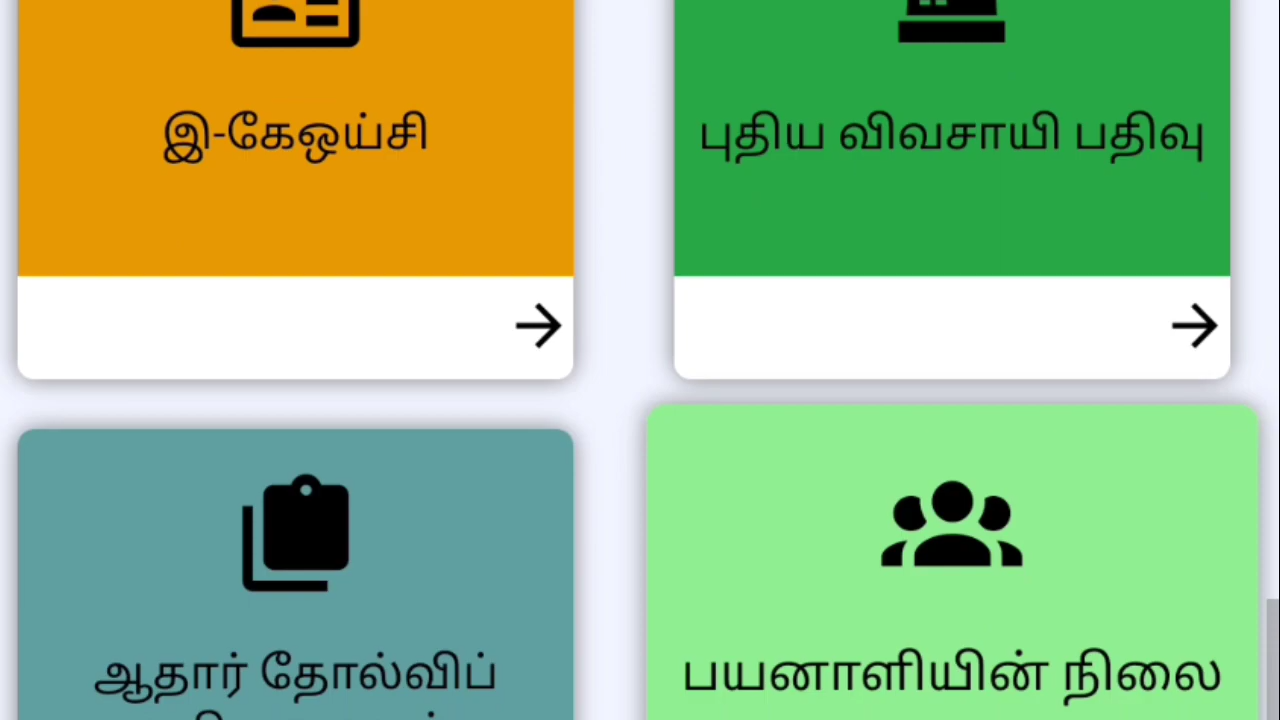 இ-கேஒய்சி
புதிய விவசாயி பதிவு
ஆதார் தோல்விப்
பயனாளியின் நிலை